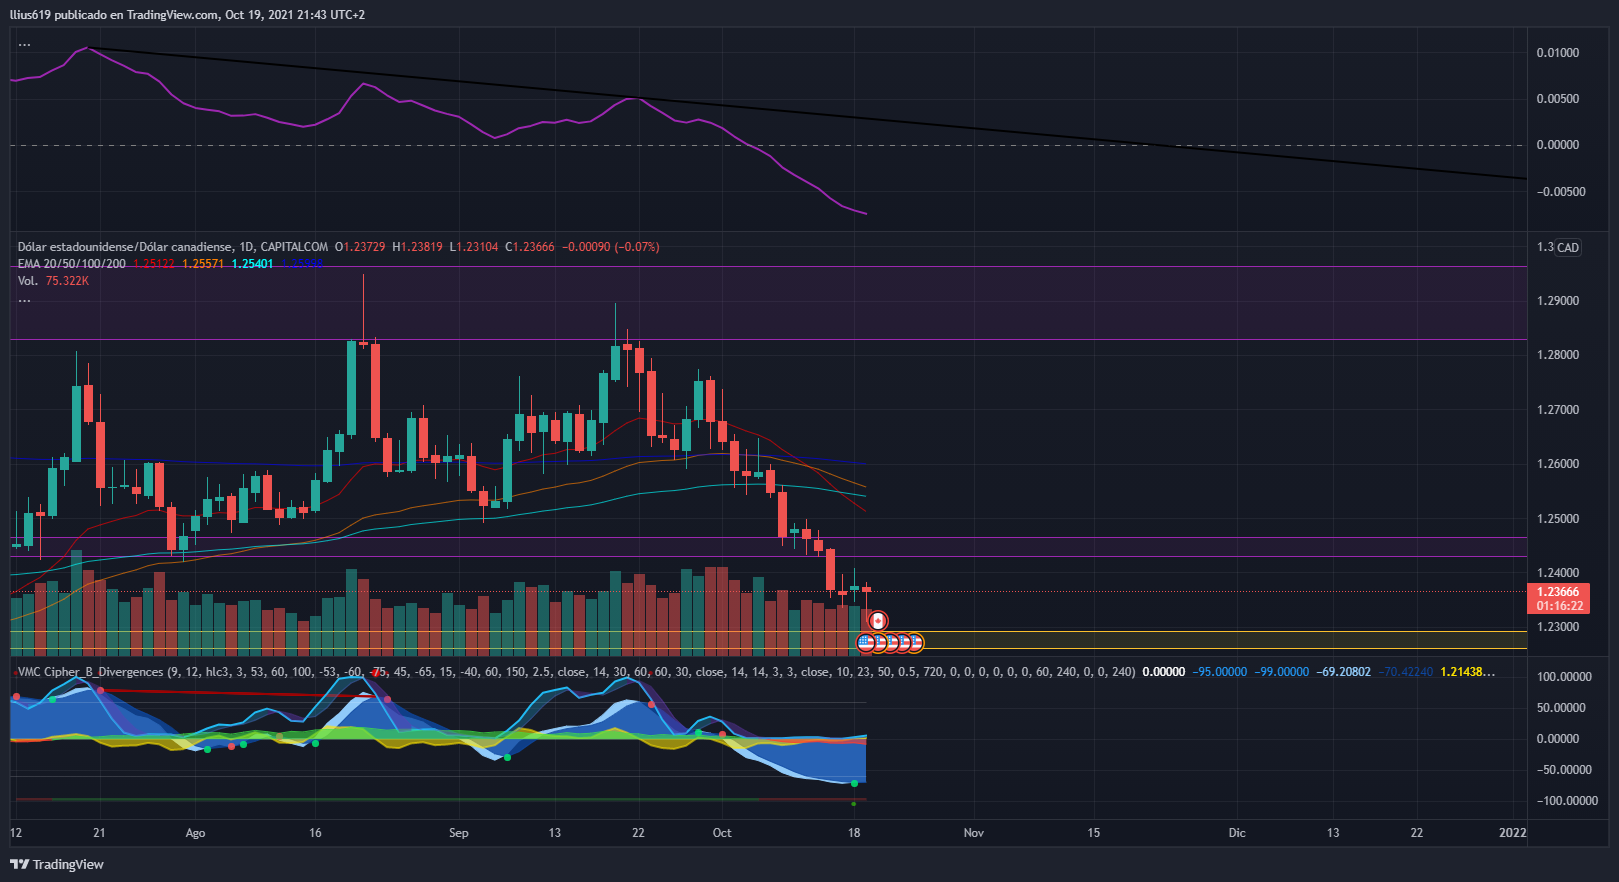 llius619 publicado en TradingView.com, Oct 19, 2021 21:43 UTC+2
...
0.01000
0.00500
0.00000
−0.00500
Dólar estadounidense/Dólar canadiense, 1D, CAPITALCOM O1.23729 H1.23819 L1.23104 C1.23666 −0.00090 (−0.07%)
1.3 CAD
EMA 20/50/100/200 1.25122 1.25571 1.25401
Vol. 75.322K
...
1.29000
1.28000
1.27000
1.26000
1.25000
1.24000
1.23666
01:16:22
1.23000
VMC Cipher_B_Divergences (9, 12, hlc3, 3, 53, 60, 100, -53, -60, -75, 45, -65, 15, -40, 60, 150, 2.5, close, 14, 30, 60, 60, 30, close, 14, 14, 3, 3, close, 10, 23, 50, 0.5, 720, 0, 0, 0, 0, 0, 0, 60, 240, 0, 0, 240) 0.00000 −95.00000 −99.00000 −69.20802 −70.42240 1.21438...
100.00000
50.00000
0.00000
−50.00000
−100.00000
12 21 Ago 16 Sep 13 22 Oct 18 Nov 15 Dic 13 22 2022
TradingView